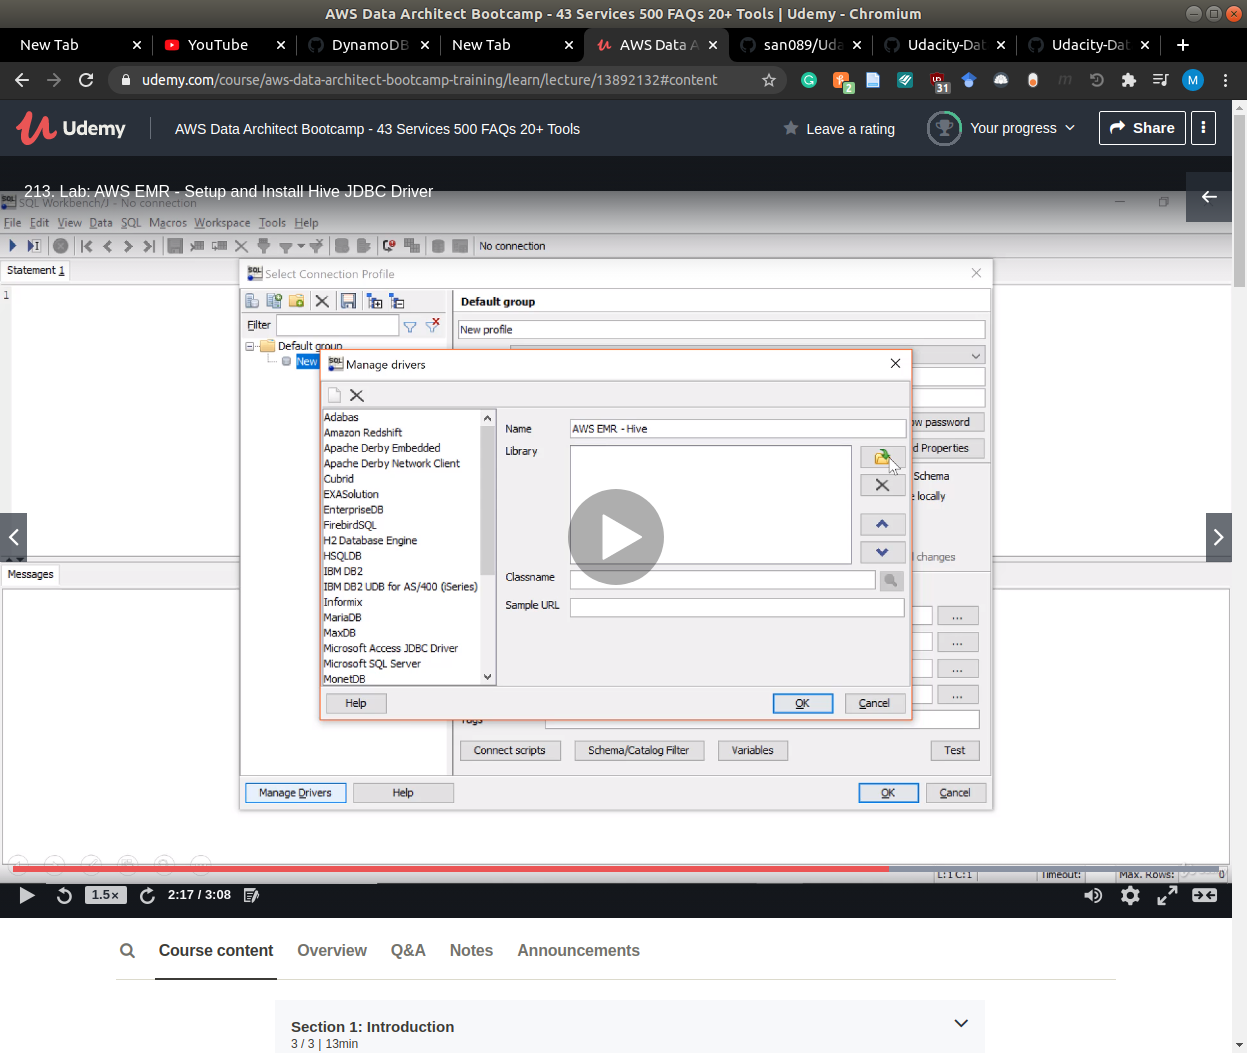 AWS Data Architect Bootcamp - 43 Services 500 FAQs 20+ Tools | Udemy - Chromium
New Tab YouTube DynamoDB New Tab AWS Data A san089/Uda Udacity-Dat Udacity-Dat
udemy.com/course/aws-data-architect-bootcamp-training/learn/lecture/13892132#content 2 31 M
Udemy AWS Data Architect Bootcamp - 43 Services 500 FAQs 20+ Tools Leave a rating Your progress Share
213. Lab: AWS EMR - Setup and Install Hive JDBC Driver
SQL Workbench/J - No connection
File Edit View Data SQL Macros Workspace Tools Help
No connection
Statement 1
1
Select Connection Profile
Default group
Filter
New profile
Default group
New
Manage drivers
Adabas
Amazon Redshift
Apache Derby Embedded
Apache Derby Network Client
Cubrid
EXASolution
EnterpriseDB
FirebirdSQL
H2 Database Engine
HSQLDB
IBM DB2
IBM DB2 UDB for AS/400 (iSeries)
Informix
MariaDB
MaxDB
Microsoft Access JDBC Driver
Microsoft SQL Server
MonetDB
Name AWS EMR - Hive
Library
Classname
Sample URL
Help OK Cancel
ow password
d Properties
Schema
e locally
l changes
Tags
Connect scripts Schema/Catalog Filter Variables Test
Manage Drivers Help OK Cancel
Messages
L:1 C:1 Timeout: Max. Rows: 0
1.5× 2:17 / 3:08
Course content Overview Q&A Notes Announcements
Section 1: Introduction
3 / 3 | 13min